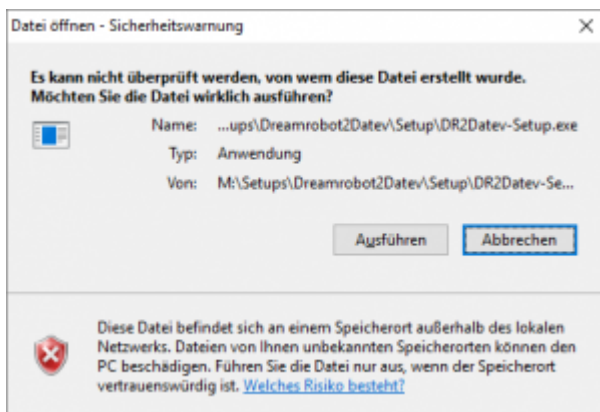 Datei öffnen - Sicherheitswarnung
Es kann nicht überprüft werden, von wem diese Datei erstellt wurde.
Möchten Sie die Datei wirklich ausführen?
Name: ...ups\Dreamrobot2Datev\Setup\DR2Datev-Setup.exe
Typ: Anwendung
Von: M:\Setups\Dreamrobot2Datev\Setup\DR2Datev-Se...
Ausführen Abbrechen
Diese Datei befindet sich an einem Speicherort außerhalb des lokalen
Netzwerks. Dateien von Ihnen unbekannten Speicherorten können den
PC beschädigen. Führen Sie die Datei nur aus, wenn der Speicherort
vertrauenswürdig ist. Welches Risiko besteht?